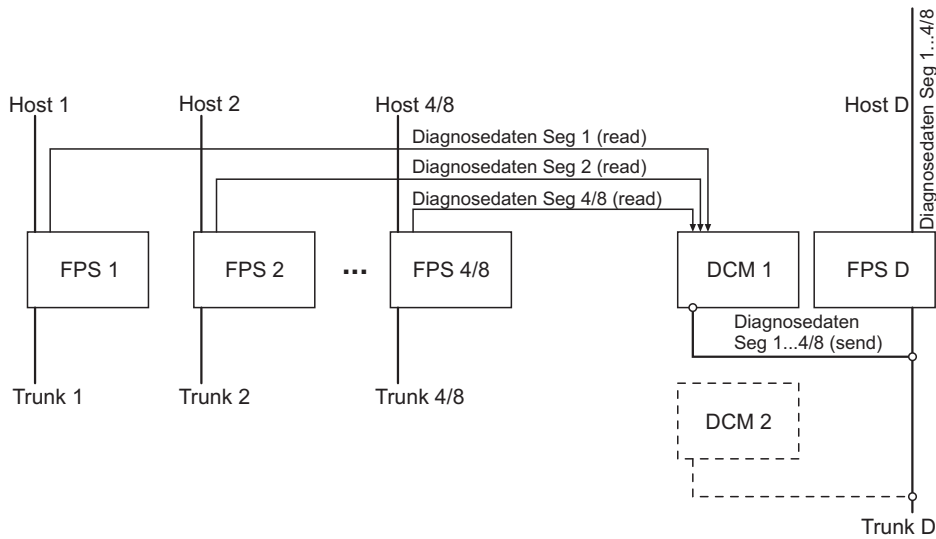 Diagnosedaten Seg 1...4/8
Host 1
Host 2
Host 4/8
Host D
Diagnosedaten Seg 1 (read)
Diagnosedaten Seg 2 (read)
Diagnosedaten Seg 4/8 (read)
FPS 1
FPS 2
...
FPS 4/8
DCM 1
FPS D
Diagnosedaten
Seg 1...4/8 (send)
Trunk 1
Trunk 2
Trunk 4/8
DCM 2
Trunk D